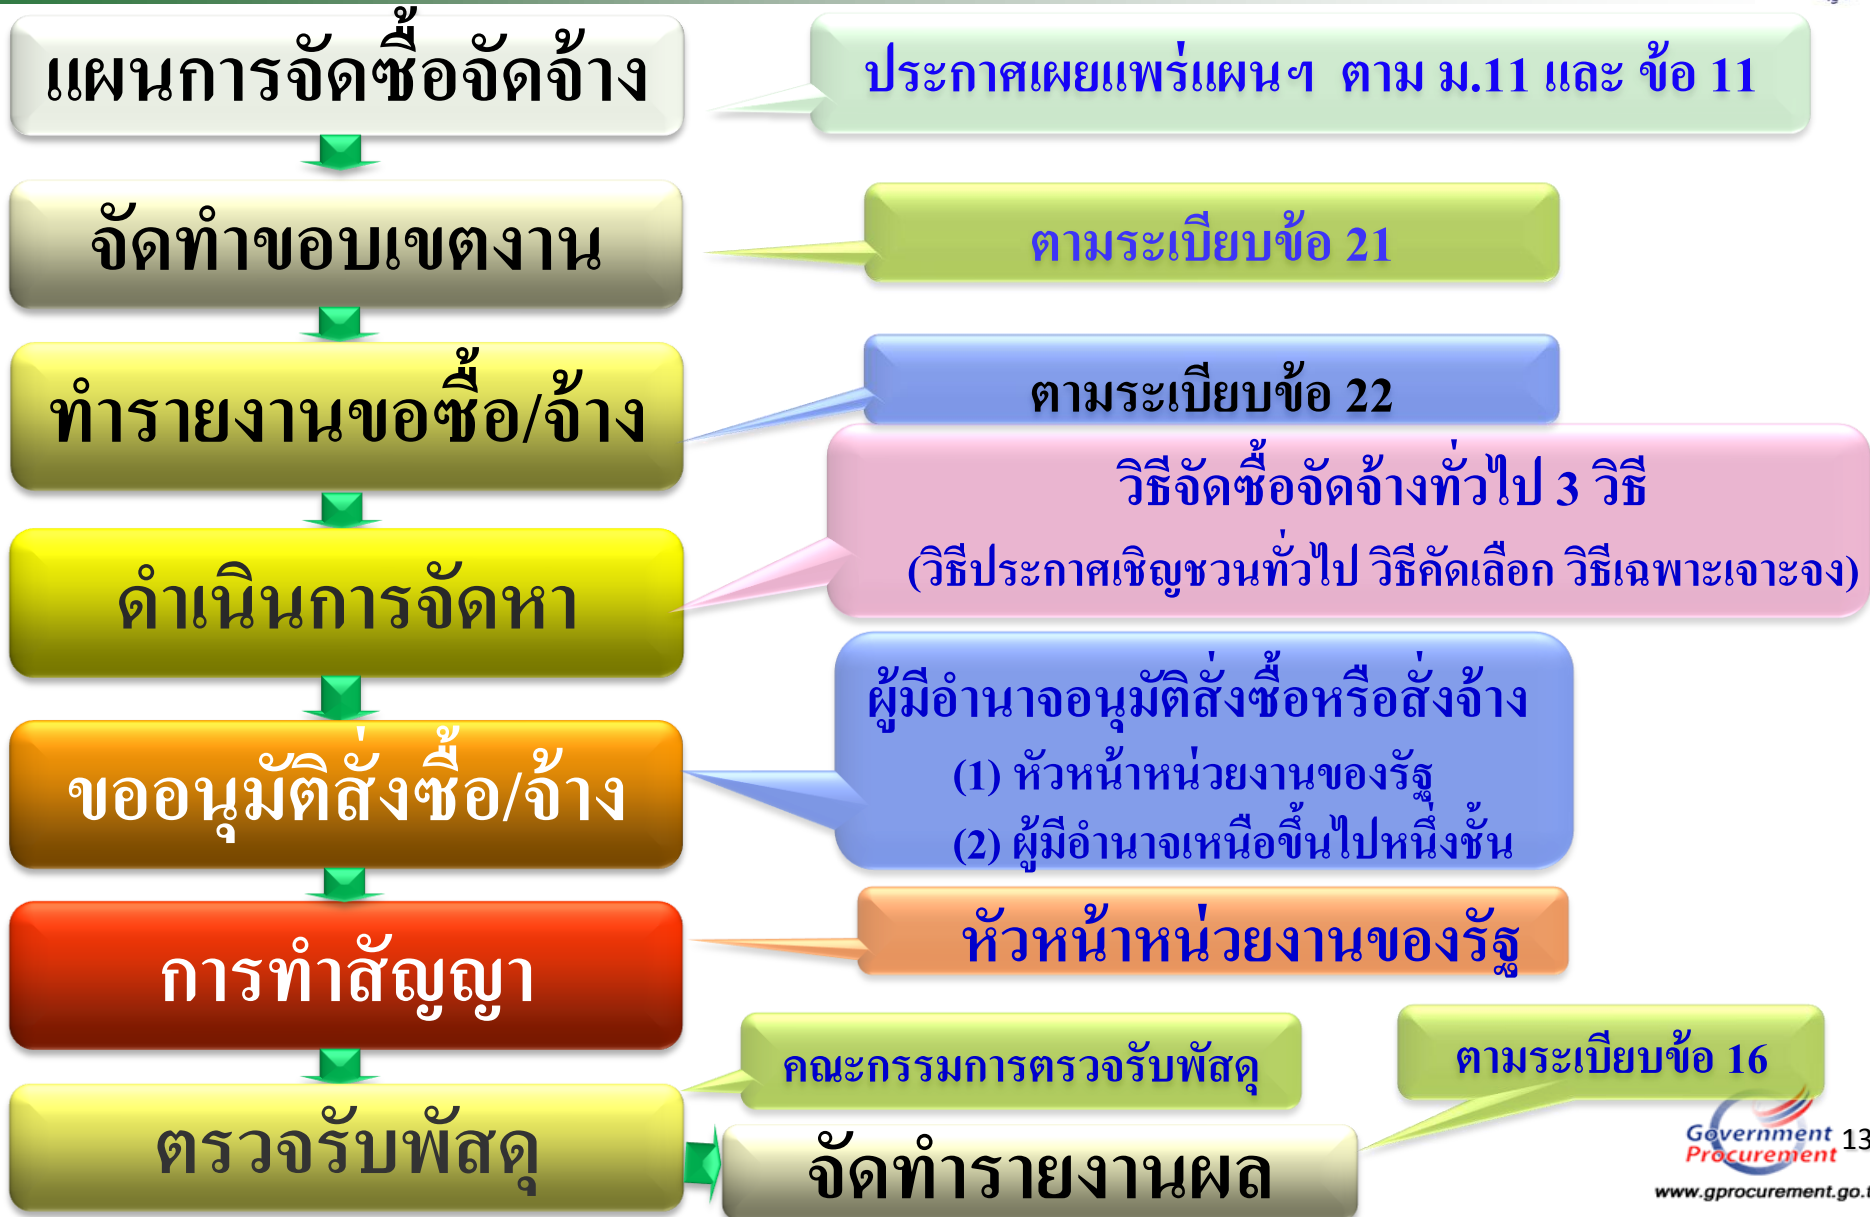 แผนการจัดซื้อจัดจ้าง
ประกาศเผยแพร่แผนฯ ตาม ม.11 และ ข้อ 11
จัดทำขอบเขตงาน
ตามระเบียบข้อ 21
ทำรายงานขอซื้อ/จ้าง
ตามระเบียบข้อ 22
วิธีจัดซื้อจัดจ้างทั่วไป 3 วิธี
(วิธีประกาศเชิญชวนทั่วไป วิธีคัดเลือก วิธีเฉพาะเจาะจง)
ดำเนินการจัดหา
ผู้มีอำนาจอนุมัติสั่งซื้อหรือสั่งจ้าง
(1) หัวหน้าหน่วยงานของรัฐ
(2) ผู้มีอำนาจเหนือขึ้นไปหนึ่งชั้น
ขออนุมัติสั่งซื้อ/จ้าง
การทำสัญญา
หัวหน้าหน่วยงานของรัฐ
คณะกรรมการตรวจรับพัสดุ
ตามระเบียบข้อ 16
ตรวจรับพัสดุ
จัดทำรายงานผล
Government
Procurement
13
www.gprocurement.go.t